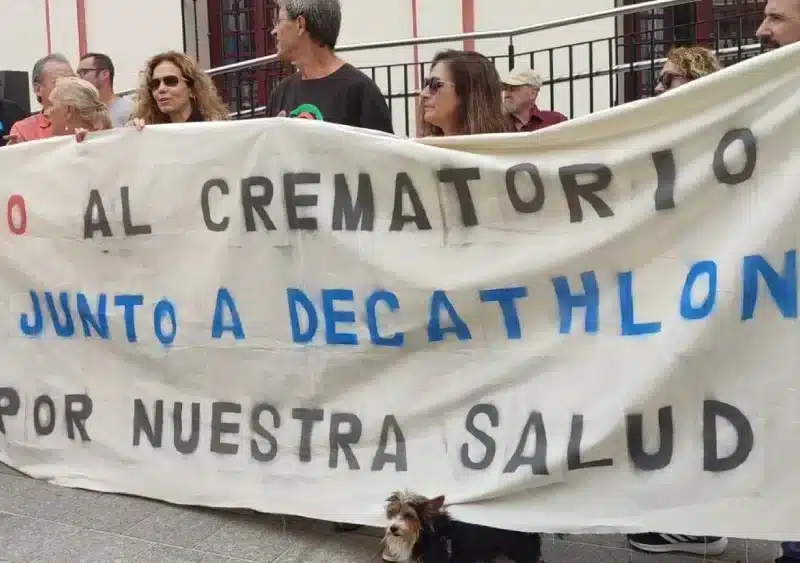 O AL CREMATORIO
JUNTO A DECATHLON
POR NUESTRA SALUD